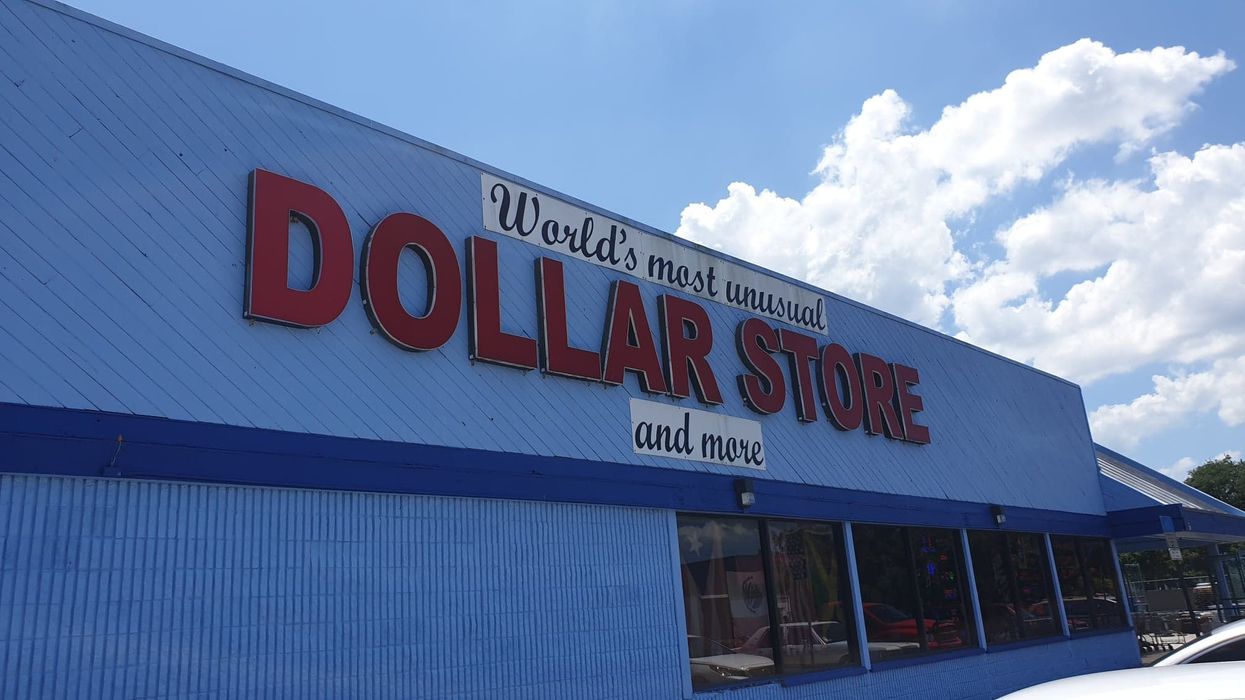 World's most unusual
DOLLAR STORE
and more